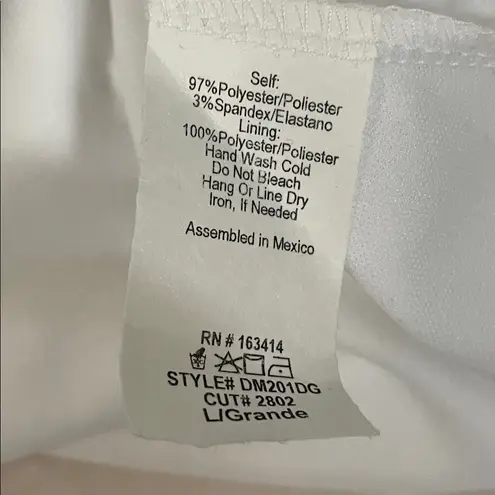 Self:
97%Polyester/Poliester
3%Spandex/Elastano
Lining:
100%Polyester/Poliester
Hand Wash Cold
Do Not Bleach
Hang Or Line Dry
Iron, If Needed
Assembled in Mexico
RN # 163414
STYLE# DM201DG
CUT# 2802
L/Grande